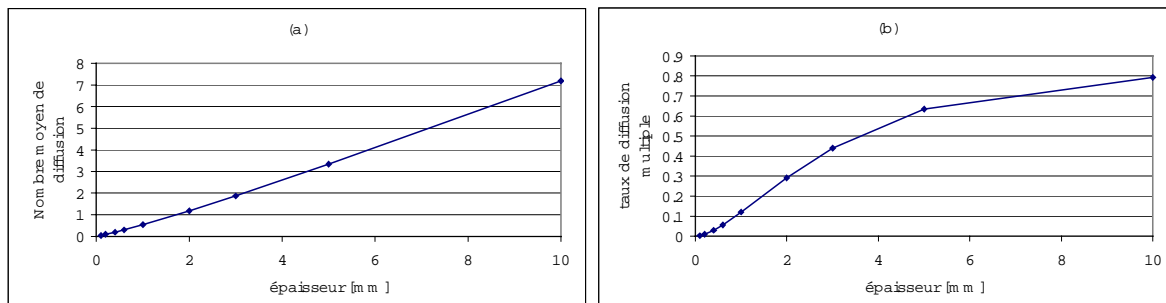 (a)
Nombre moyen de
diffusion
8
7
6
5
4
3
2
1
0
0 2 4 6 8 10
épaisseur [mm]
(b)
taux de diffusion
multiple
0.9
0.8
0.7
0.6
0.5
0.4
0.3
0.2
0.1
0
0 2 4 6 8 10
épaisseur [mm]